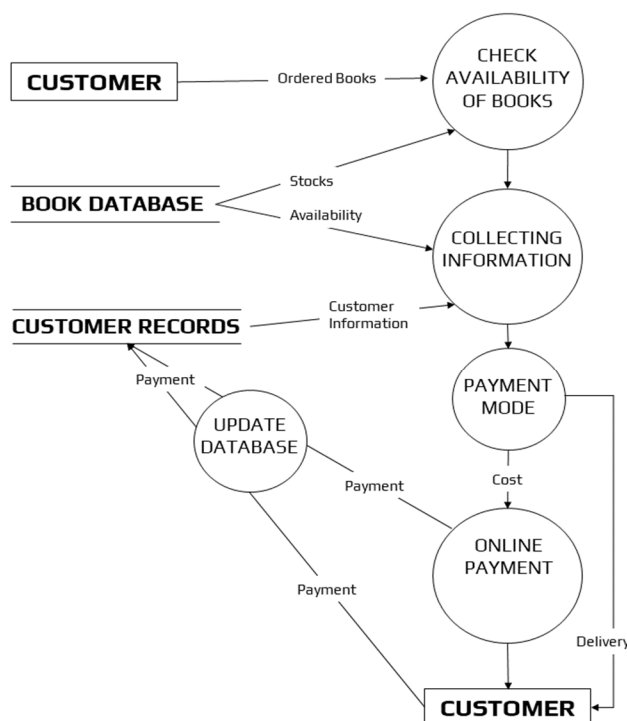 CHECK
AVAILABILITY
OF BOOKS
CUSTOMER
Ordered Books
Stocks
BOOK DATABASE
Availability
COLLECTING
INFORMATION
Customer
Information
CUSTOMER RECORDS
Payment
PAYMENT
MODE
UPDATE
DATABASE
Cost
Payment
ONLINE
PAYMENT
Payment
Delivery
CUSTOMER